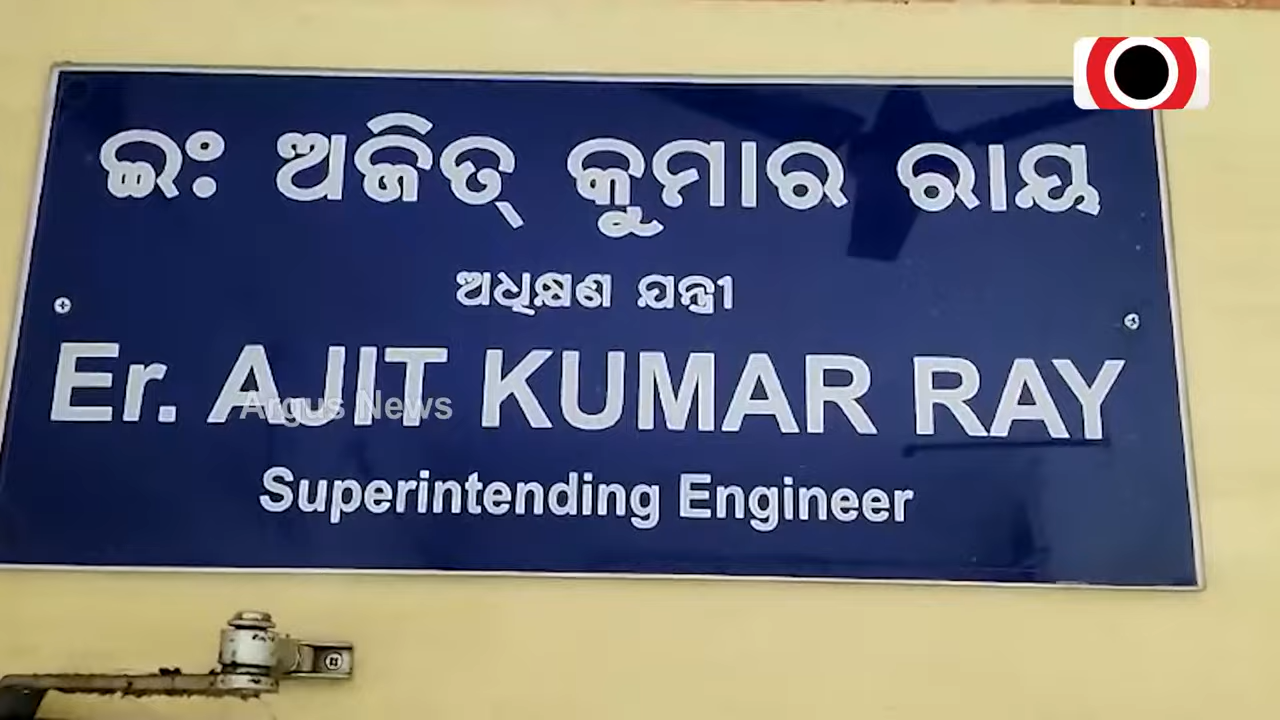 ଇଃ ଅଜିତ୍ କୁମାର ରାୟ
ଅଧିକ୍ଷଣ ଯନ୍ତ୍ରୀ
Er. AJIT KUMAR RAY
Argus News
Superintending Engineer